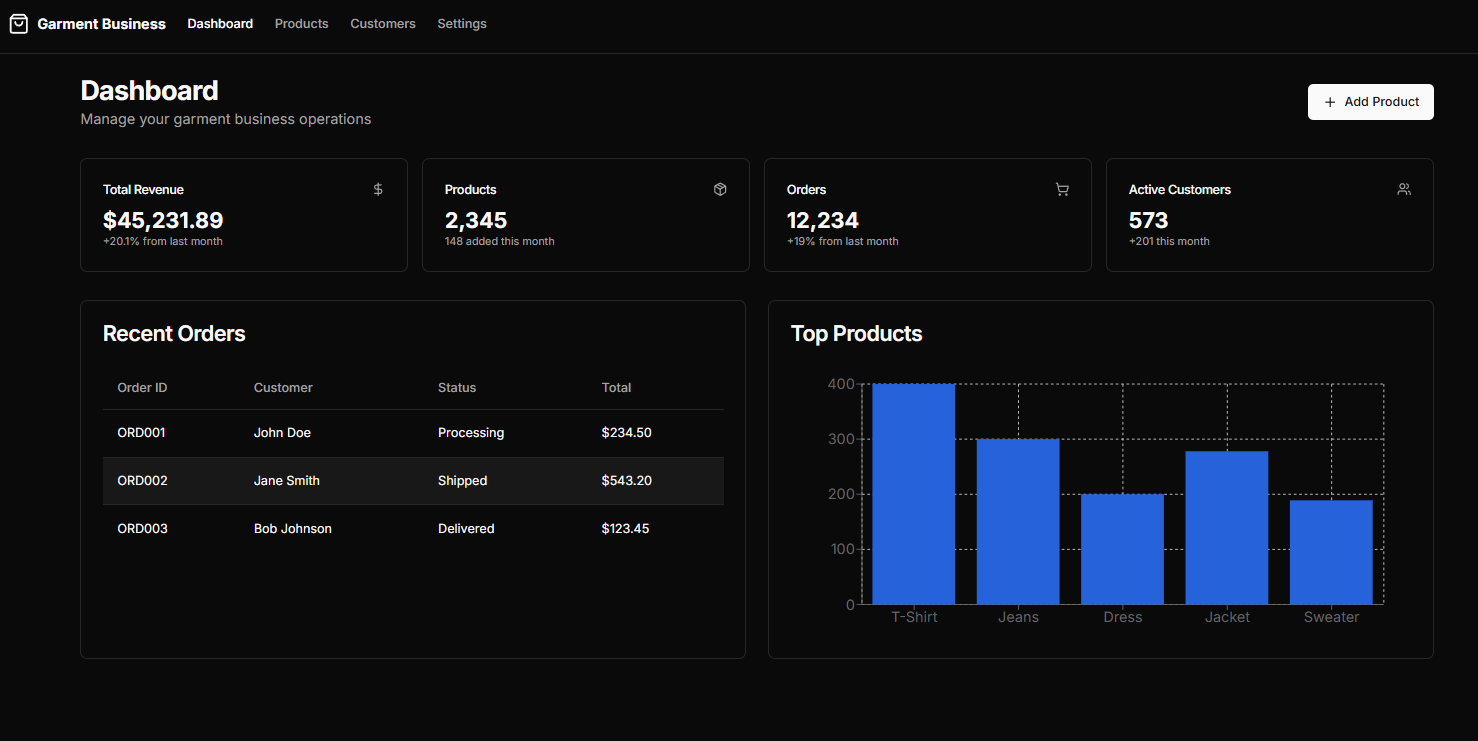 Garment Business Dashboard Products Customers Settings
Dashboard
Manage your garment business operations
+ Add Product
Total Revenue
$45,231.89
+20.1% from last month
Products
2,345
148 added this month
Orders
12,234
+19% from last month
Active Customers
573
+201 this month
Recent Orders
Order ID Customer Status Total
ORD001 John Doe Processing $234.50
ORD002 Jane Smith Shipped $543.20
ORD003 Bob Johnson Delivered $123.45
Top Products
400
300
200
100
0
T-Shirt Jeans Dress Jacket Sweater